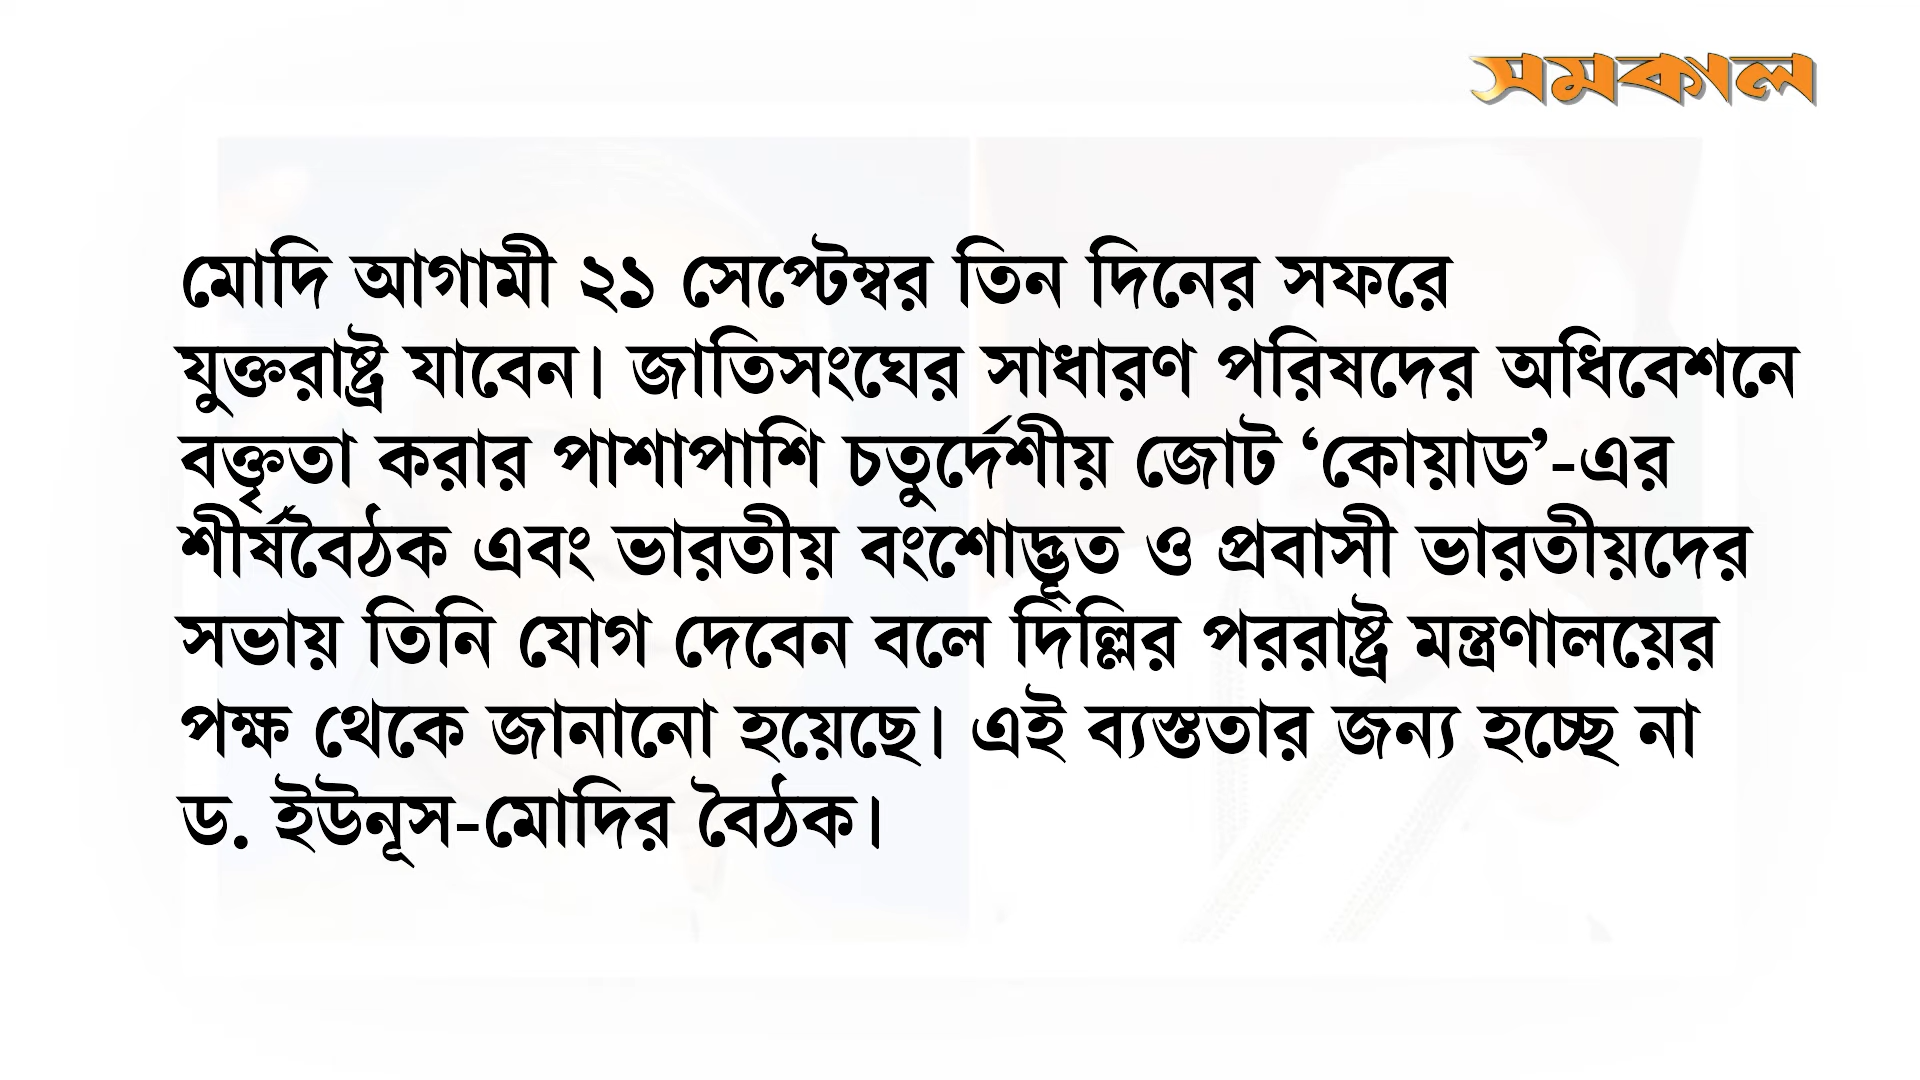 সমকাল
মোদি আগামী ২১ সেপ্টেম্বর তিন দিনের সফরে
যুক্তরাষ্ট্র যাবেন। জাতিসংঘের সাধারণ পরিষদের অধিবেশনে
বক্তৃতা করার পাশাপাশি চতুর্দেশীয় জোট ‘কোয়াড’-এর
শীর্ষবৈঠক এবং ভারতীয় বংশোদ্ভূত ও প্রবাসী ভারতীয়দের
সভায় তিনি যোগ দেবেন বলে দিল্লির পররাষ্ট্র মন্ত্রণালয়ের
পক্ষ থেকে জানানো হয়েছে। এই ব্যস্ততার জন্য হচ্ছে না
ড. ইউনূস-মোদির বৈঠক।